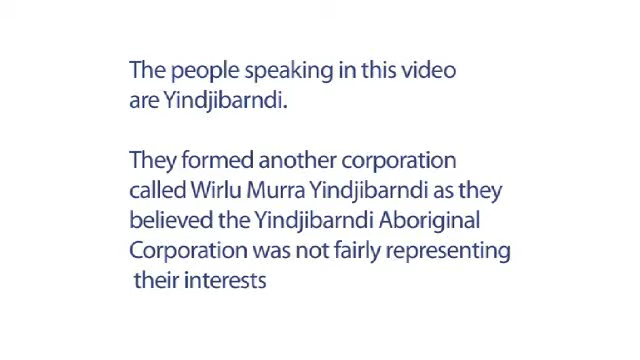 The people speaking in this video
are Yindjibarndi.
They formed another corporation
called Wirlu Murra Yindjibarndi as they
believed the Yindjibarndi Aboriginal
Corporation was not fairly representing
their interests